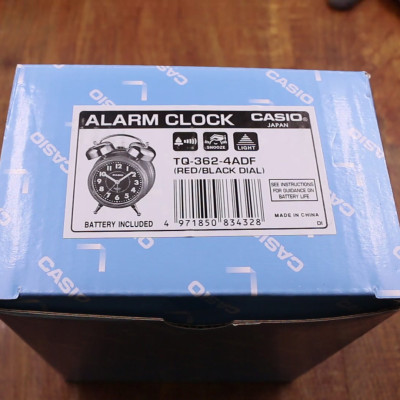 ALARM CLOCK
CASIO
JAPAN
SNOOZE
LIGHT
TQ-362-4ADF
(RED/BLACK DIAL)
SEE INSTRUCTIONS
FOR GUIDANCE ON
BATTERY LIFE
BATTERY INCLUDED
4 971850 834328
MADE IN CHINA
DI
CASIO
CASIO
CASIO
CASIO
CASIO